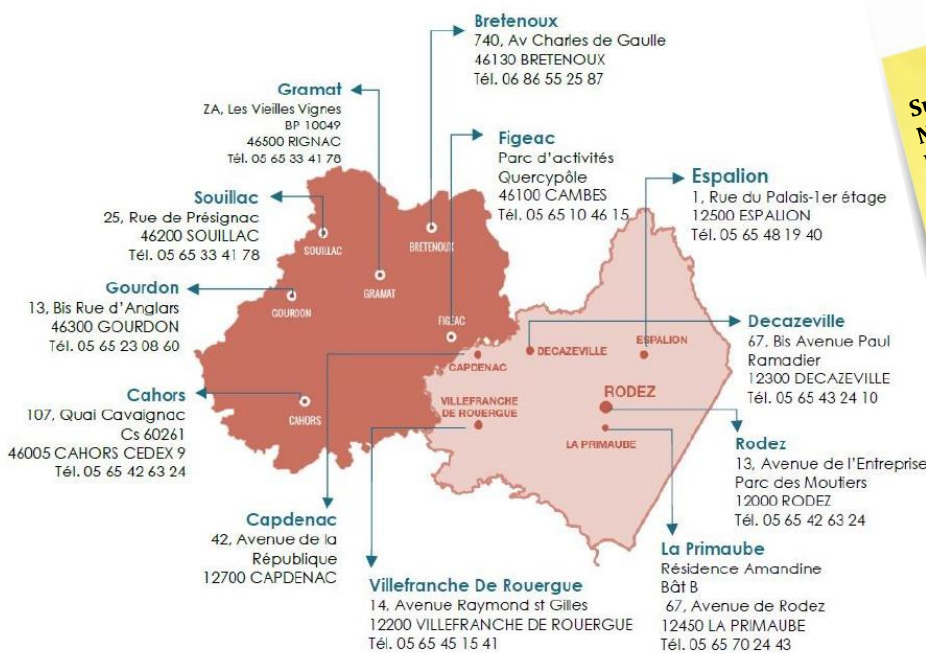 Bretenoux
740, Av Charles de Gaulle
46130 BRETENOUX
Tél. 06 86 55 25 87
Gramat
ZA, Les Vieilles Vignes
BP 10049
46500 RIGNAC
Tél. 05 65 33 41 78
Figeac
Parc d'activités
Quercypôle
46100 CAMBES
Tél. 05 65 10 46 15
Espalion
1, Rue du Palais-1er étage
12500 ESPALION
Tél. 05 65 48 19 40
Souillac
25, Rue de Présignac
46200 SOUILLAC
Tél. 05 65 33 41 78
Gourdon
13, Bis Rue d'Anglars
46300 GOURDON
Tél. 05 65 23 08 60
Cahors
107, Quai Cavaignac
Cs 60261
46005 CAHORS CEDEX 9
Tél. 05 65 42 63 24
SOUILLAC
BRETENOUX
GRAMAT
GOURDON
FIGEAC
CAHORS
CAPDENAC
DECAZEVILLE
ESPALION
VILLEFRANCHE
DE ROUERGUE
RODEZ
LA PRIMAUBE
Decazeville
67, Bis Avenue Paul
Ramadier
12300 DECAZEVILLE
Tél. 05 65 43 24 10
Rodez
13, Avenue de l'Entreprise
Parc des Moutiers
12000 RODEZ
Tél. 05 65 42 63 24
Capdenac
42, Avenue de la
République
12700 CAPDENAC
Villefranche De Rouergue
14, Avenue Raymond st Gilles
12200 VILLEFRANCHE DE ROUERGUE
Tél. 05 65 45 15 41
La Primaube
Résidence Amandine
Bât B
67, Avenue de Rodez
12450 LA PRIMAUBE
Tél. 05 65 70 24 43